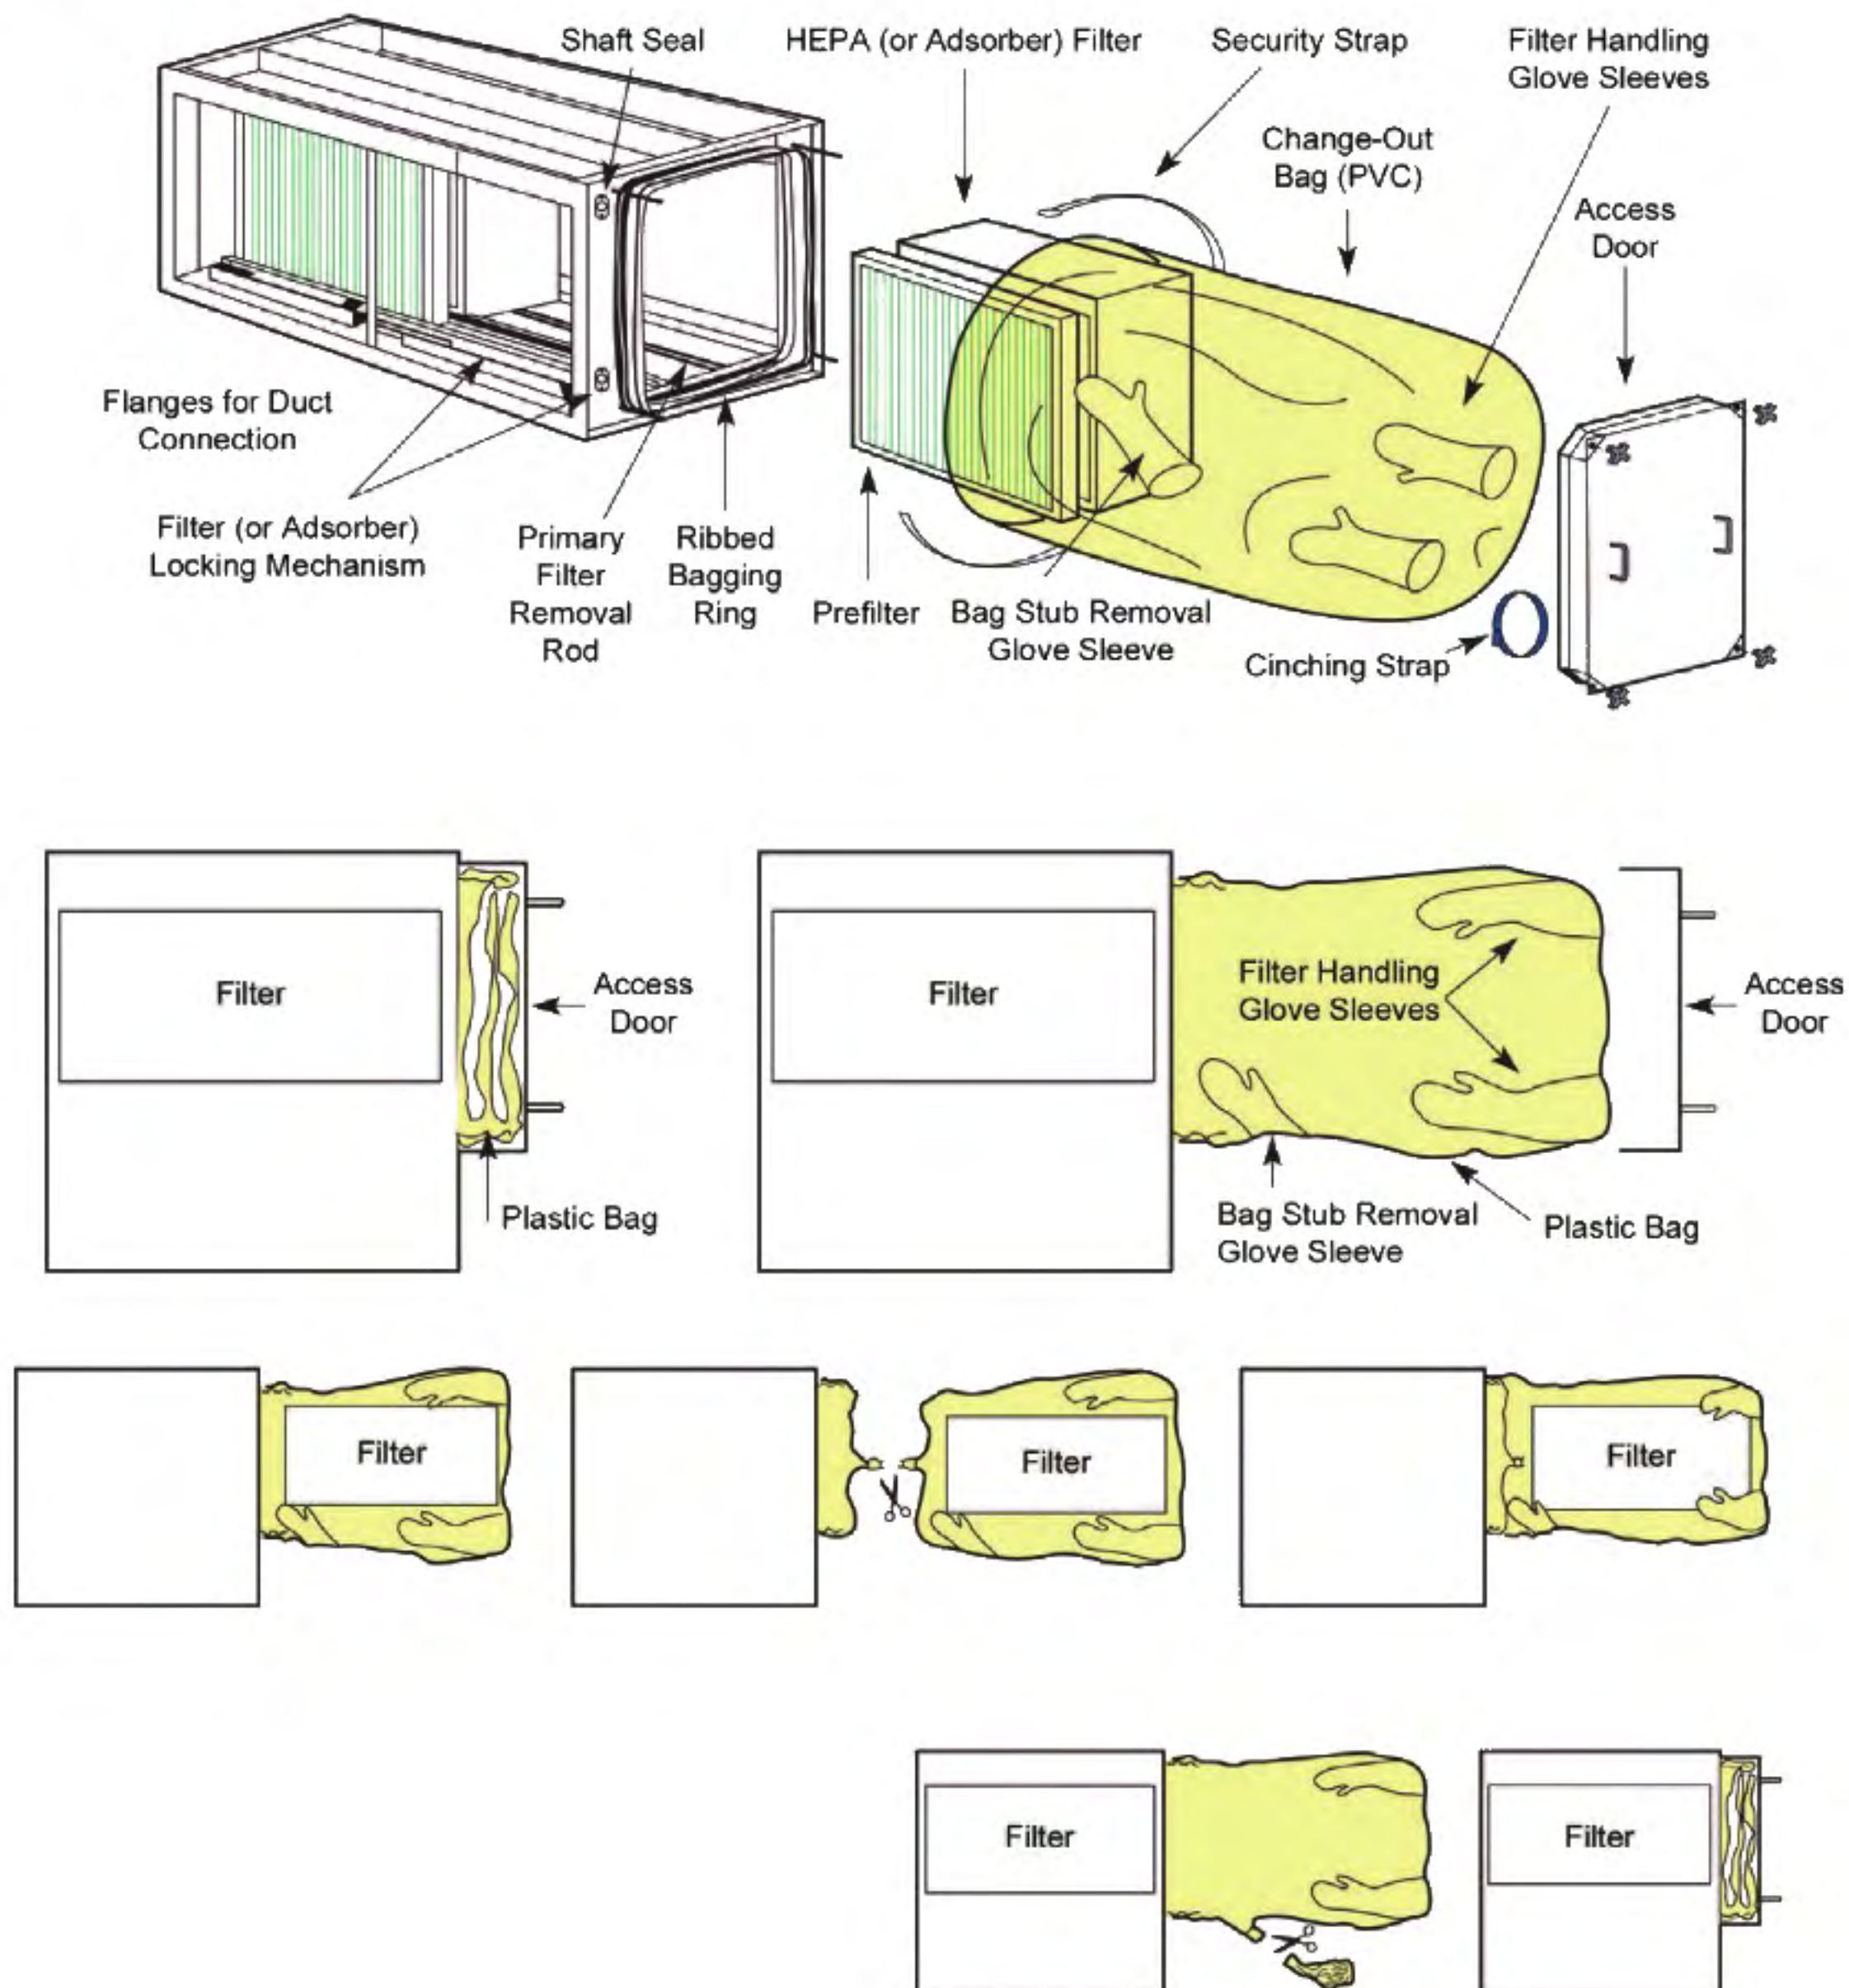 Shaft Seal
HEPA (or Adsorber) Filter
Security Strap
Filter Handling
Glove Sleeves
Change-Out
Bag (PVC)
Access
Door
Flanges for Duct
Connection
Filter (or Adsorber)
Locking Mechanism
Primary
Filter
Removal
Rod
Ribbed
Bagging
Ring
Prefilter
Bag Stub Removal
Glove Sleeve
Cinching Strap
Filter
Access
Door
Plastic Bag
Filter
Filter Handling
Glove Sleeves
Access
Door
Bag Stub Removal
Glove Sleeve
Plastic Bag
Filter
Filter
Filter
Filter
Filter